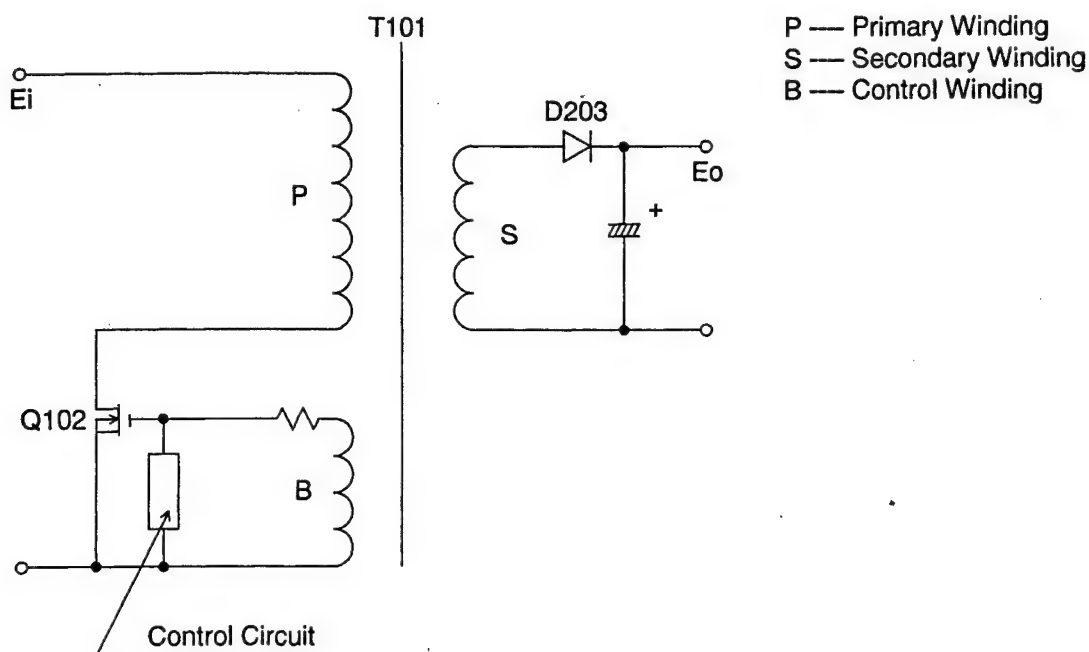 T101
P --- Primary Winding
S --- Secondary Winding
B --- Control Winding
Ei
D203
P
Eo
+
S
Q102
B
Control Circuit